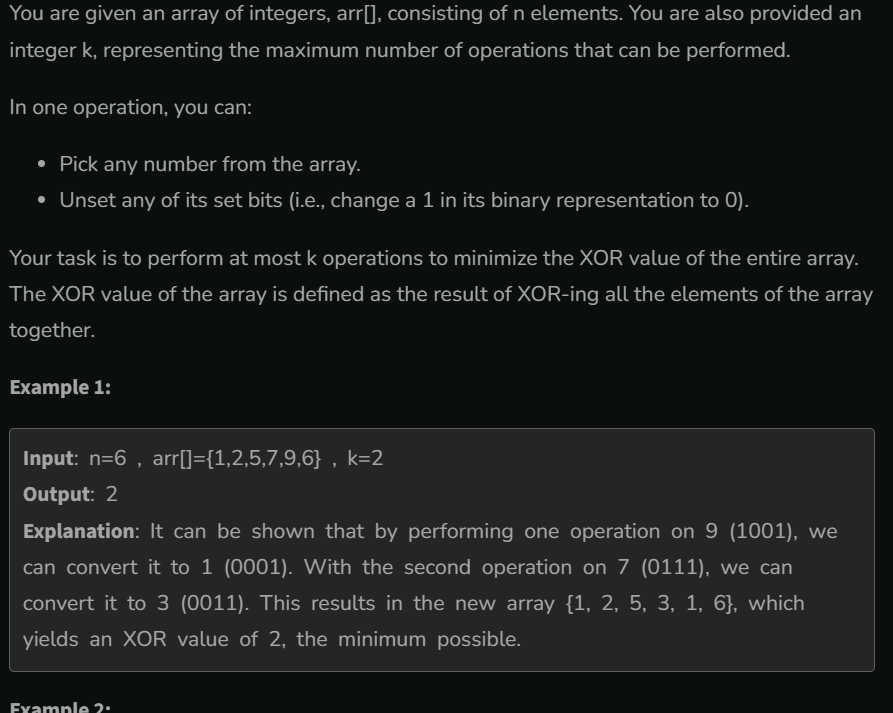 You are given an array of integers, arr[], consisting of n elements. You are also provided an
integer k, representing the maximum number of operations that can be performed.
In one operation, you can:
• Pick any number from the array.
• Unset any of its set bits (i.e., change a 1 in its binary representation to 0).
Your task is to perform at most k operations to minimize the XOR value of the entire array.
The XOR value of the array is defined as the result of XOR-ing all the elements of the array
together.
Example 1:
Input: n=6 , arr[]={1,2,5,7,9,6} , k=2
Output: 2
Explanation: It can be shown that by performing one operation on 9 (1001), we
can convert it to 1 (0001). With the second operation on 7 (0111), we can
convert it to 3 (0011). This results in the new array {1, 2, 5, 3, 1, 6}, which
yields an XOR value of 2, the minimum possible.
Example 2: